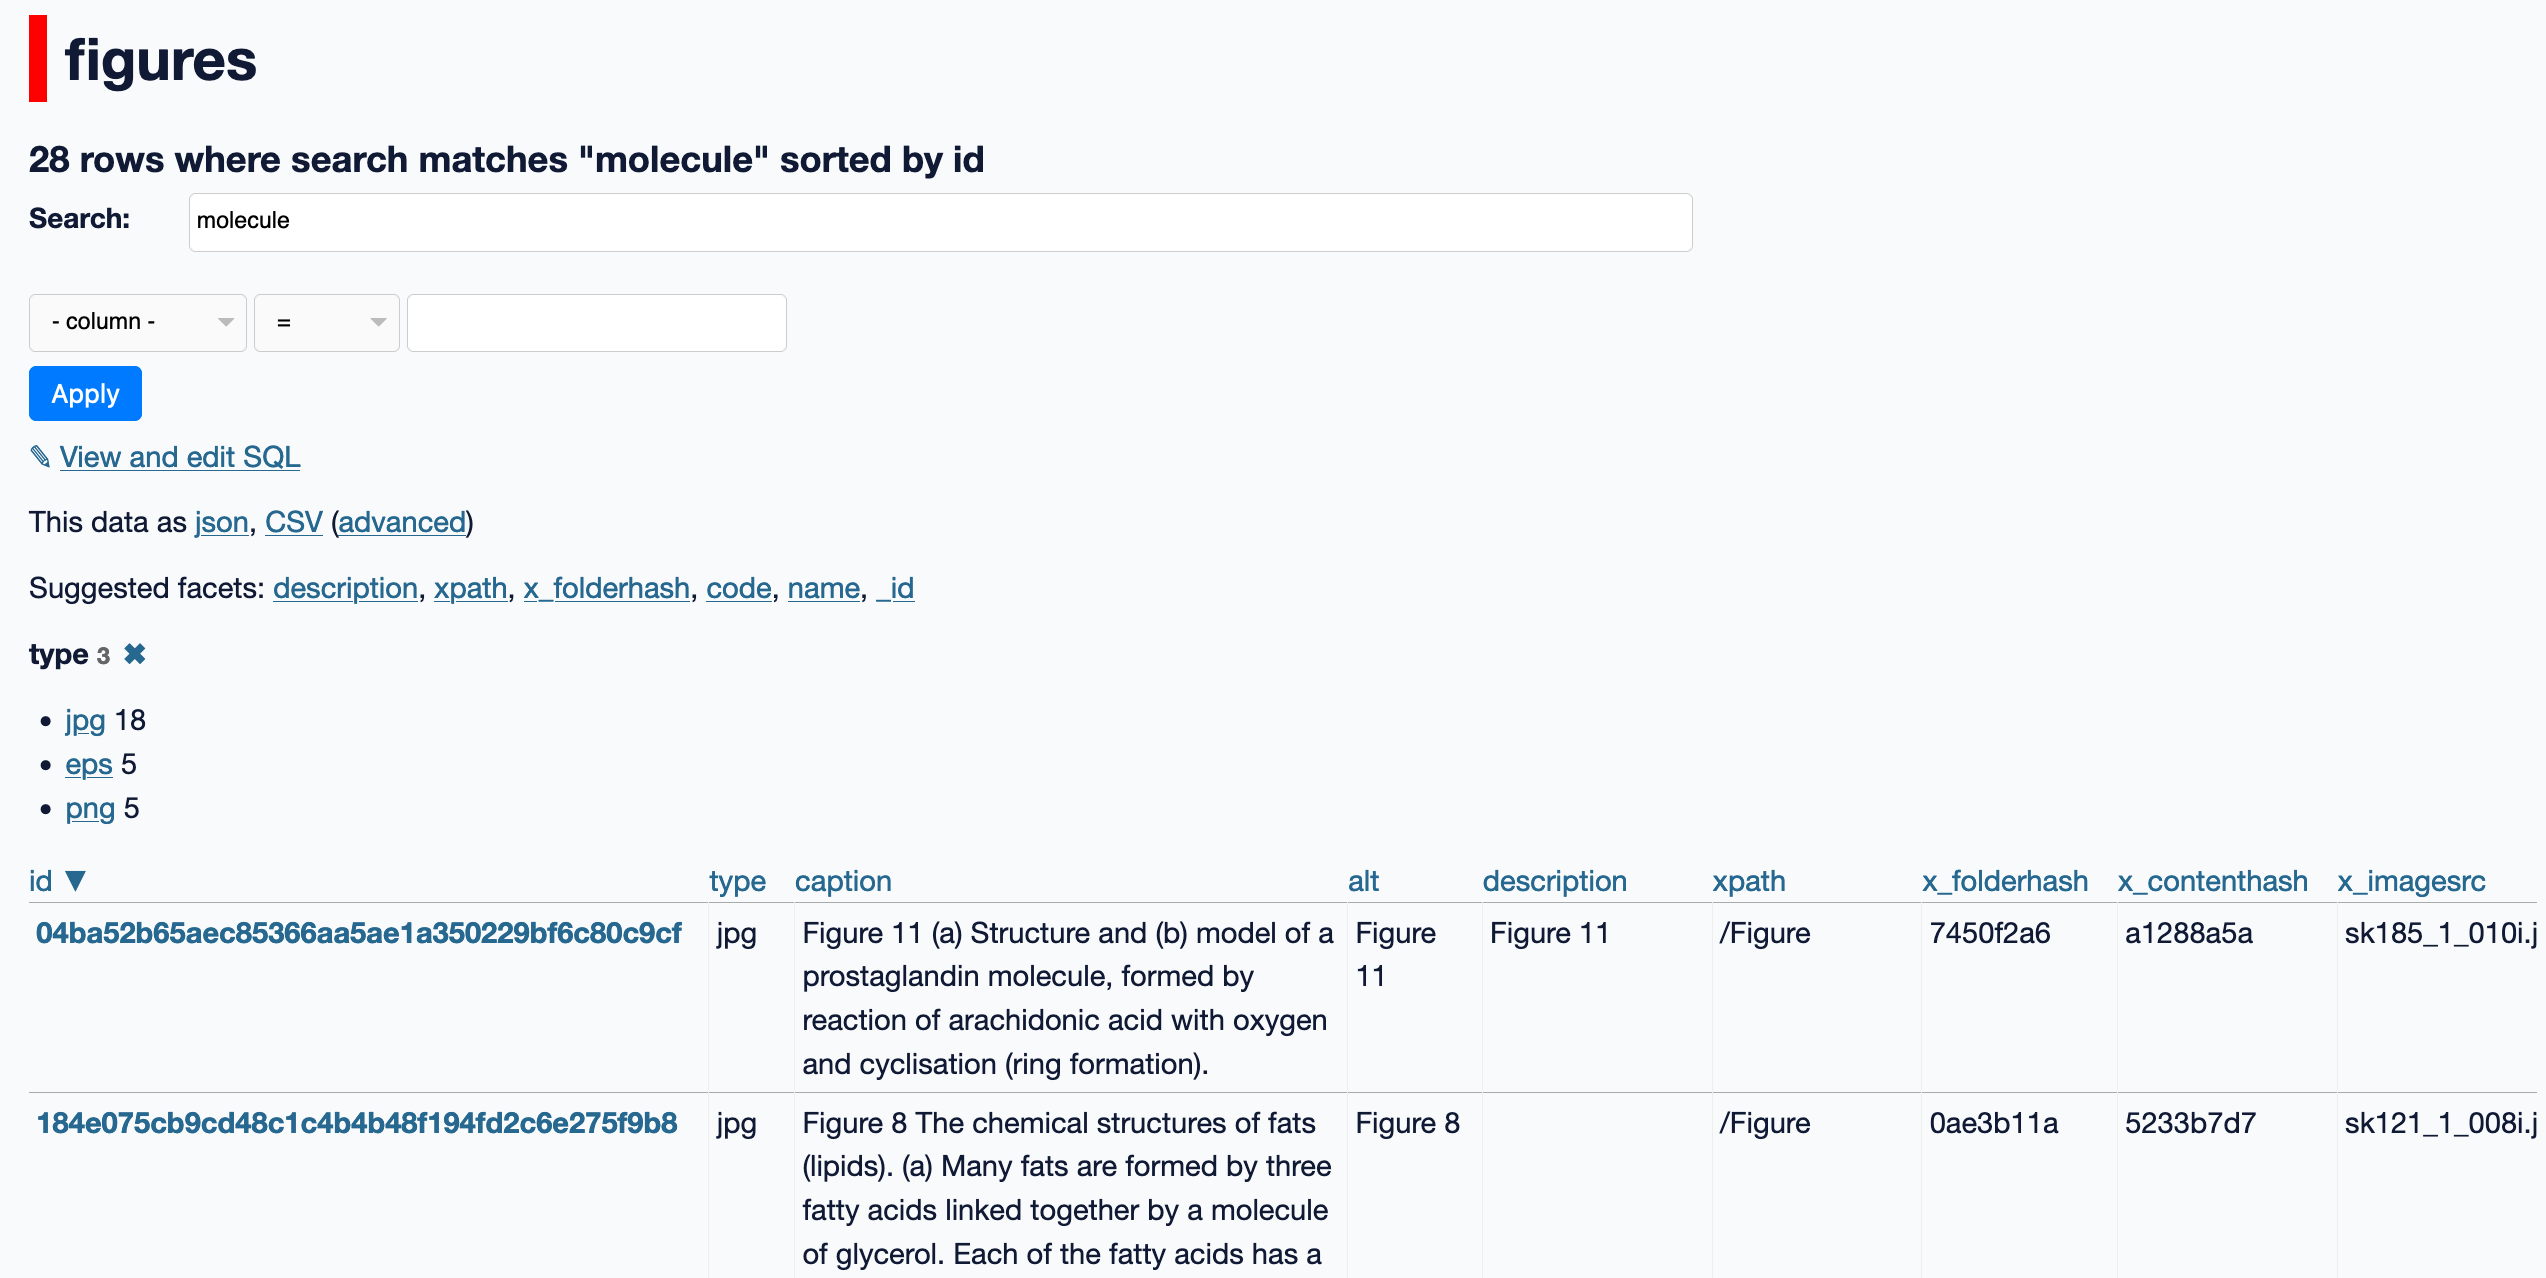 figures
28 rows where search matches "molecule" sorted by id
Search:
molecule
- column -
=
Apply
✎ View and edit SQL
This data as json, CSV (advanced)
Suggested facets: description, xpath, x_folderhash, code, name, _id
type 3 ✖
• jpg 18
• eps 5
• png 5
id ▼ type caption alt description xpath x_folderhash x_contenthash x_imagesrc
04ba52b65aec85366aa5ae1a350229bf6c80c9cf jpg Figure 11 (a) Structure and (b) model of a Figure Figure 11 /Figure 7450f2a6 a1288a5a sk185_1_010i.j
prostaglandin molecule, formed by 11
reaction of arachidonic acid with oxygen
and cyclisation (ring formation).
184e075cb9cd48c1c4b4b48f194fd2c6e275f9b8 jpg Figure 8 The chemical structures of fats Figure 8 /Figure 0ae3b11a 5233b7d7 sk121_1_008i.j
(lipids). (a) Many fats are formed by three
fatty acids linked together by a molecule
of glycerol. Each of the fatty acids has a